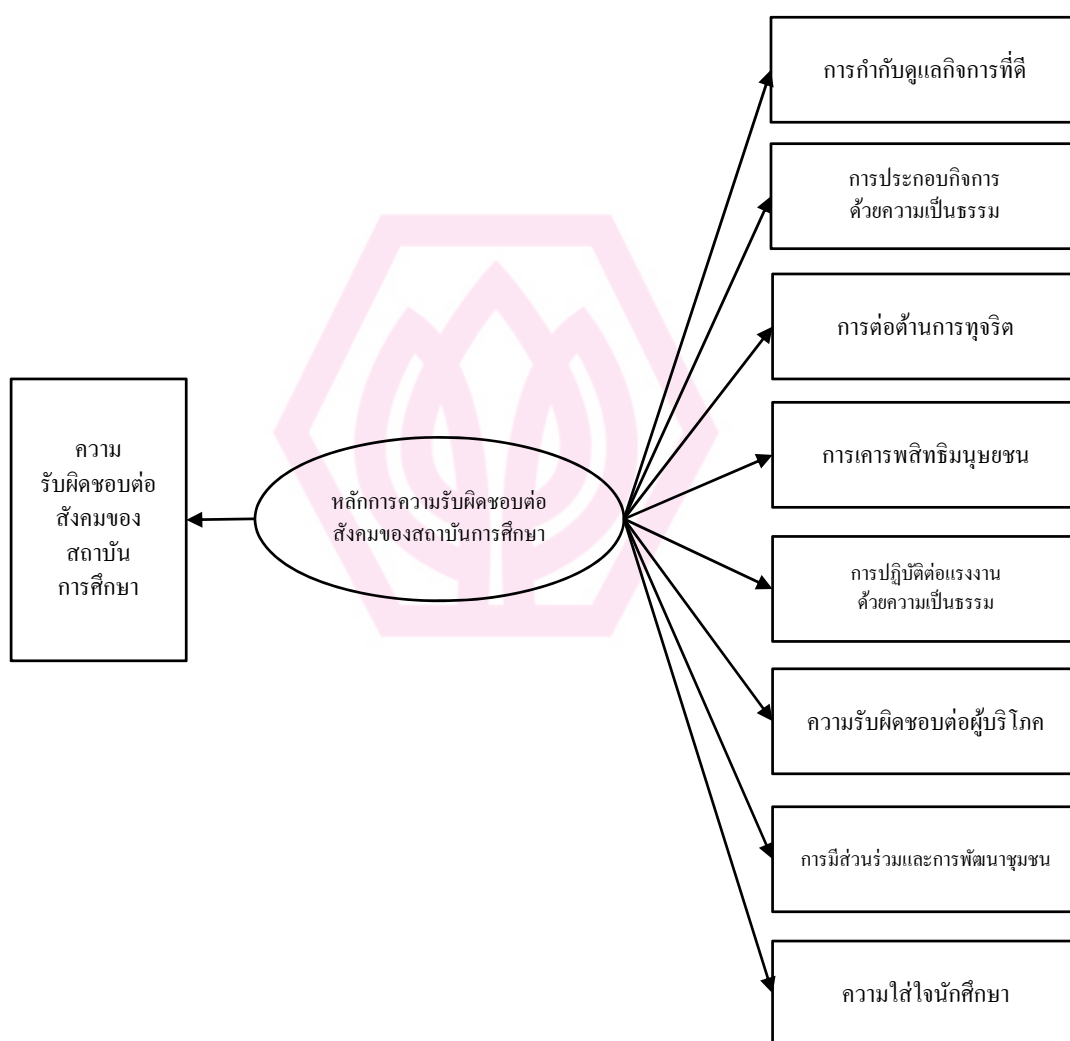 ความ
รับผิดชอบต่อ
สังคมของ
สถาบัน
การศึกษา
หลักการความรับผิดชอบต่อ
สังคมของสถาบันการศึกษา
การกำกับดูแลกิจการที่ดี
การประกอบกิจการ
ด้วยความเป็นธรรม
การต่อต้านการทุจริต
การเคารพสิทธิมนุษยชน
การปฏิบัติต่อแรงงาน
ด้วยความเป็นธรรม
ความรับผิดชอบต่อผู้บริโภค
การมีส่วนร่วมและการพัฒนาชุมชน
ความใส่ใจนักศึกษา